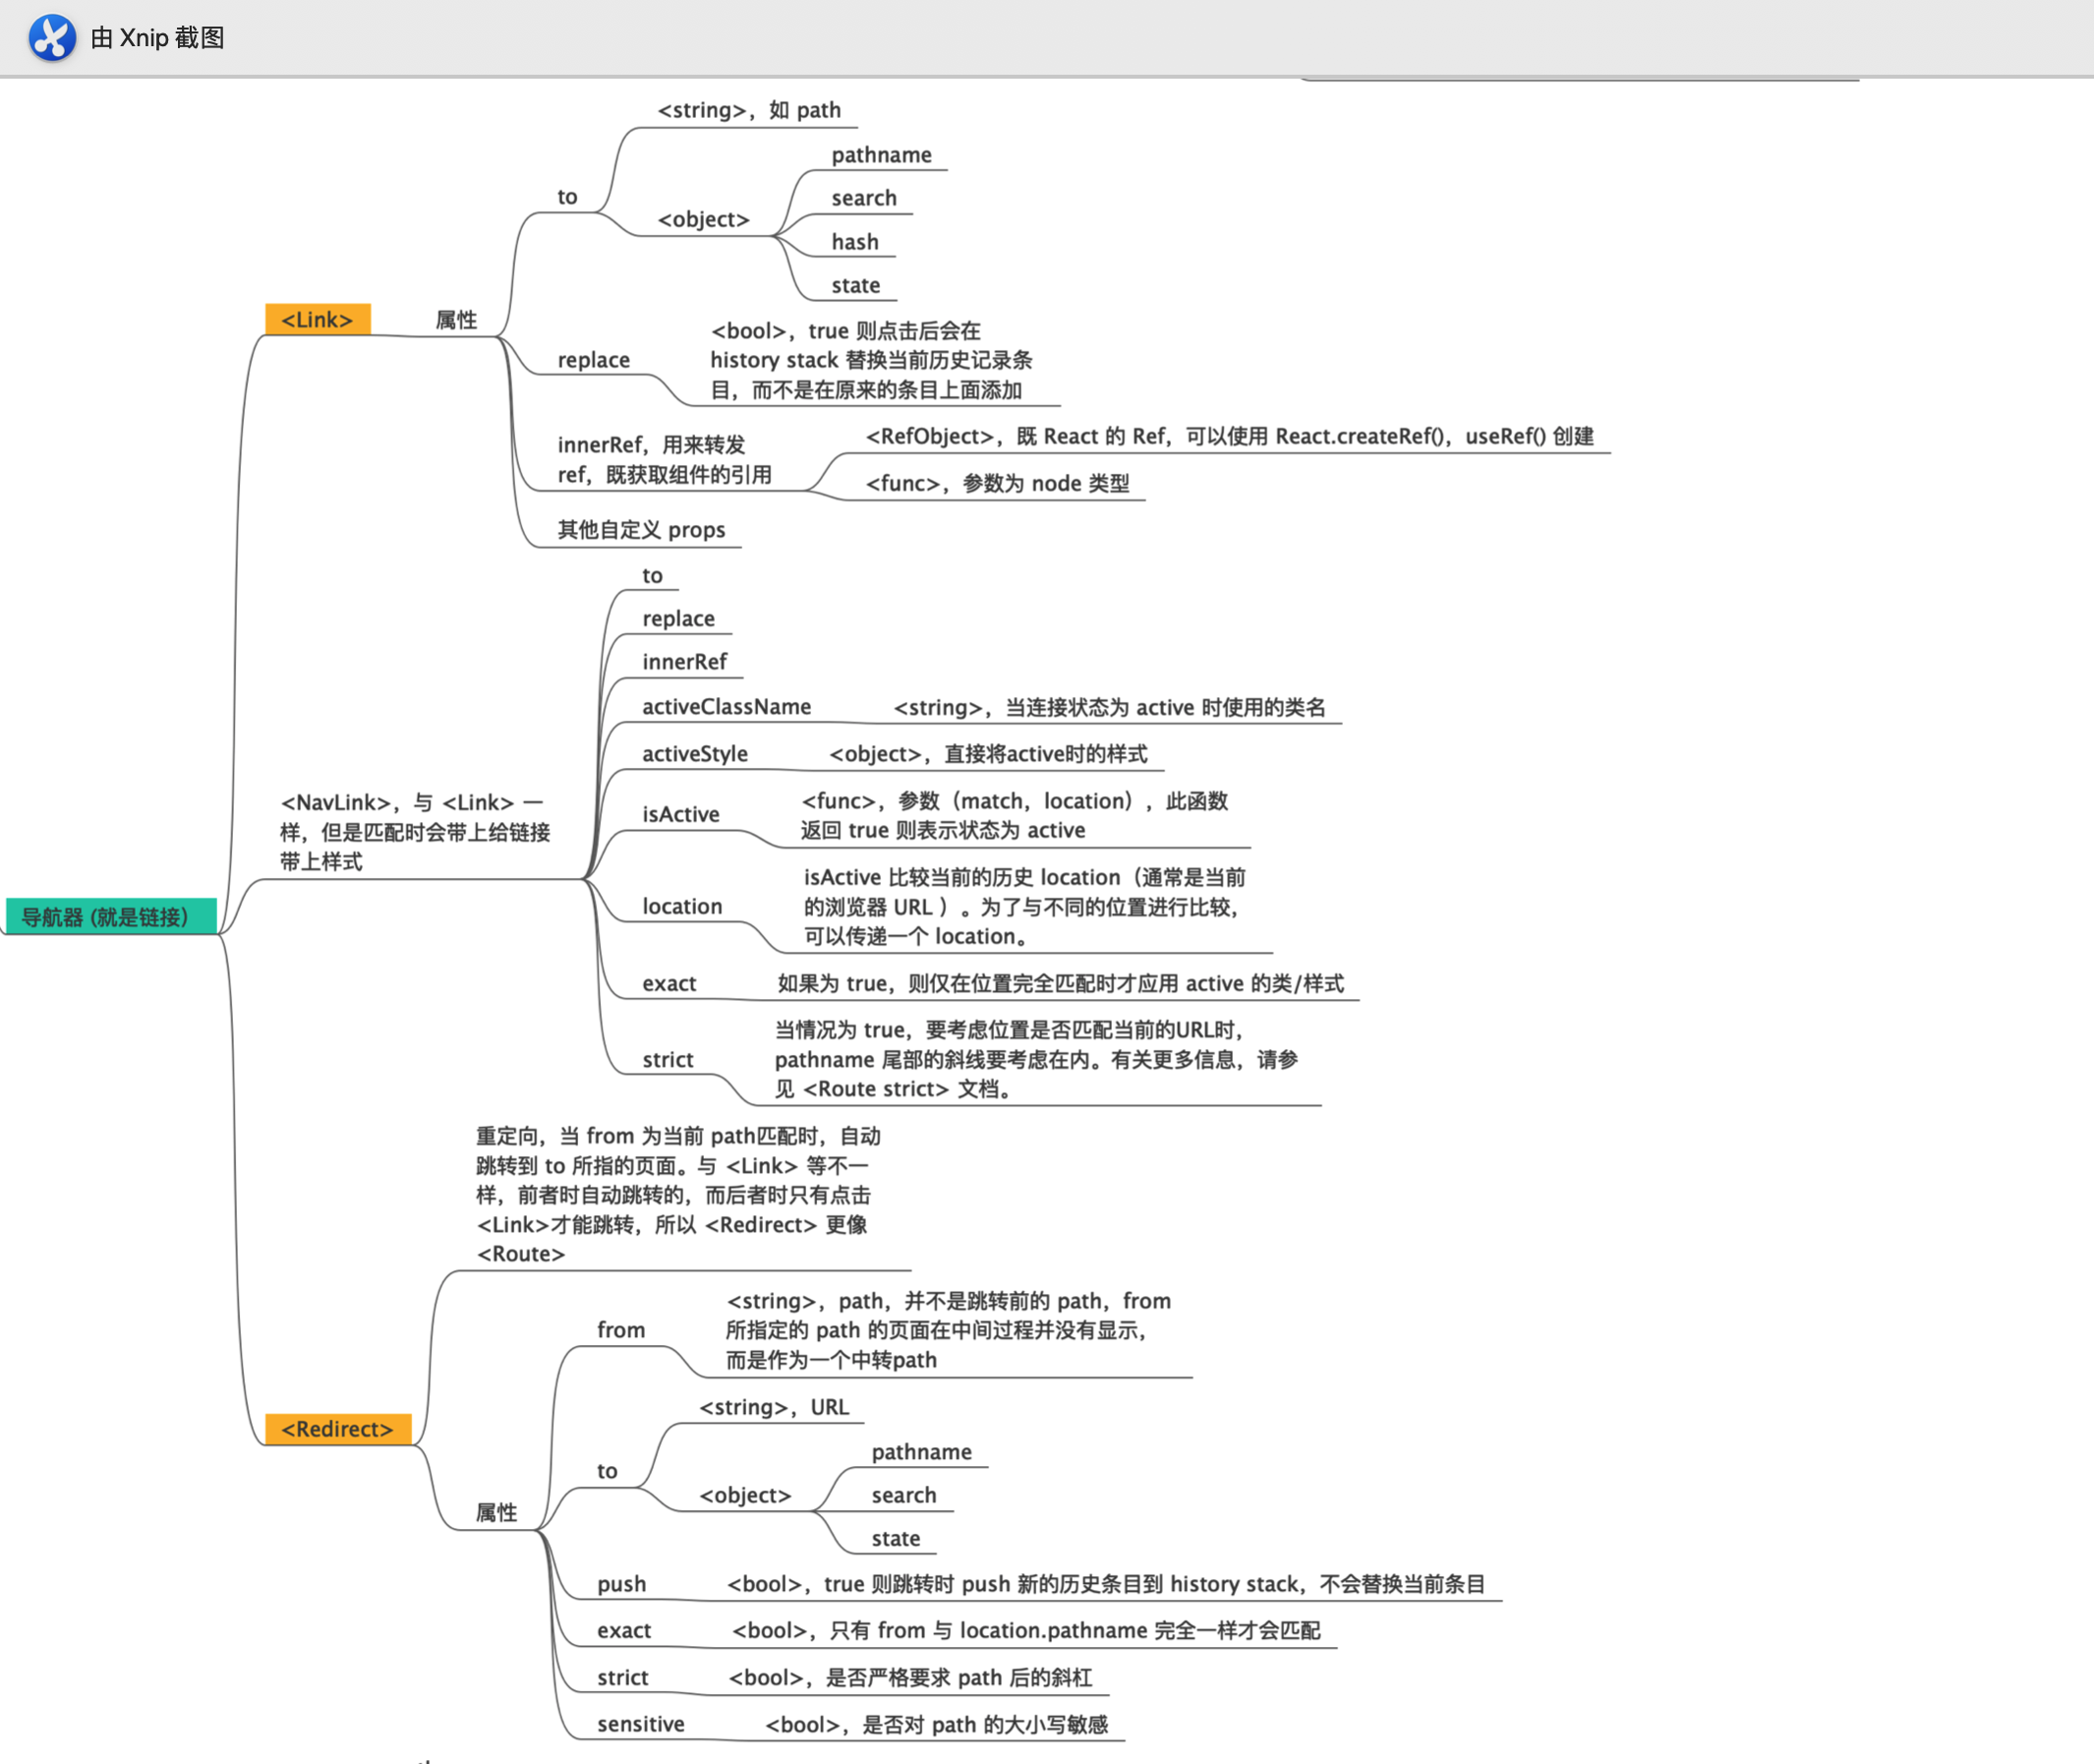 由 Xnip 截图
<string>，如 path
pathname
search
hash
state
to
<object>
<Link>
属性
replace
<bool>，true 则点击后会在
history stack 替换当前历史记录条
目，而不是在原来的条目上面添加
innerRef，用来转发
ref，既获取组件的引用
<RefObject>，既 React 的 Ref，可以使用 React.createRef()，useRef() 创建
<func>，参数为 node 类型
其他自定义 props
to
replace
innerRef
activeClassName
<string>，当连接状态为 active 时使用的类名
activeStyle
<object>，直接将active时的样式
<NavLink>，与 <Link> 一
样，但是匹配时会带上给链接
带上样式
isActive
<func>，参数（match，location），此函数
返回 true 则表示状态为 active
导航器 (就是链接）
location
isActive 比较当前的历史 location（通常是当前
的浏览器 URL ）。为了与不同的位置进行比较，
可以传递一个 location。
exact
如果为 true，则仅在位置完全匹配时才应用 active 的类/样式
strict
当情况为 true，要考虑位置是否匹配当前的URL时，
pathname 尾部的斜线要考虑在内。有关更多信息，请参
见 <Route strict> 文档。
重定向，当 from 为当前 path匹配时，自动
跳转到 to 所指的页面。与 <Link> 等不一
样，前者时自动跳转的，而后者时只有点击
<Link>才能跳转，所以 <Redirect> 更像
<Route>
<Redirect>
属性
from
<string>，path，并不是跳转前的 path，from
所指定的 path 的页面在中间过程并没有显示，
而是作为一个中转path
to
<string>，URL
<object>
pathname
search
state
push
<bool>，true 则跳转时 push 新的历史条目到 history stack，不会替换当前条目
exact
<bool>，只有 from 与 location.pathname 完全一样才会匹配
strict
<bool>，是否严格要求 path 后的斜杠
sensitive
<bool>，是否对 path 的大小写敏感